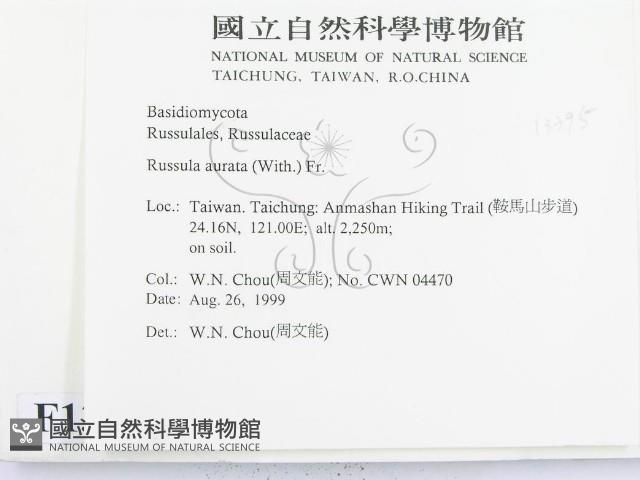 國立自然科學博物館
NATIONAL MUSEUM OF NATURAL SCIENCE
TAICHUNG, TAIWAN, R.O.CHINA
13395
Basidiomycota
Russulales, Russulaceae
Russula aurata (With.) Fr.
Loc.: Taiwan. Taichung: Anmashan Hiking Trail (鞍馬山步道)
24.16N, 121.00E; alt. 2,250m;
on soil.
Col.: W.N. Chou(周文能); No. CWN 04470
Date: Aug. 26, 1999
Det.: W.N. Chou(周文能)
國立自然科學博物館
NATIONAL MUSEUM OF NATURAL SCIENCE